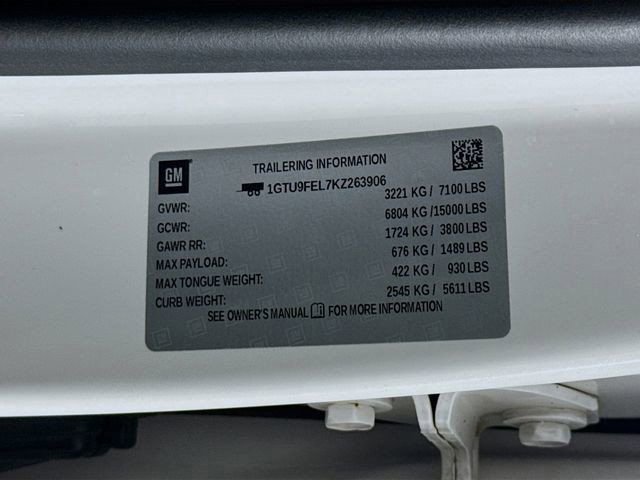 GM
TRAILERING INFORMATION
1GTU9FEL7KZ263906
GVWR: 3221 KG / 7100 LBS
GCWR: 6804 KG /15000 LBS
GAWR RR: 1724 KG / 3800 LBS
MAX PAYLOAD: 676 KG / 1489 LBS
MAX TONGUE WEIGHT: 422 KG / 930 LBS
CURB WEIGHT: 2545 KG / 5611 LBS
SEE OWNER'S MANUAL FOR MORE INFORMATION